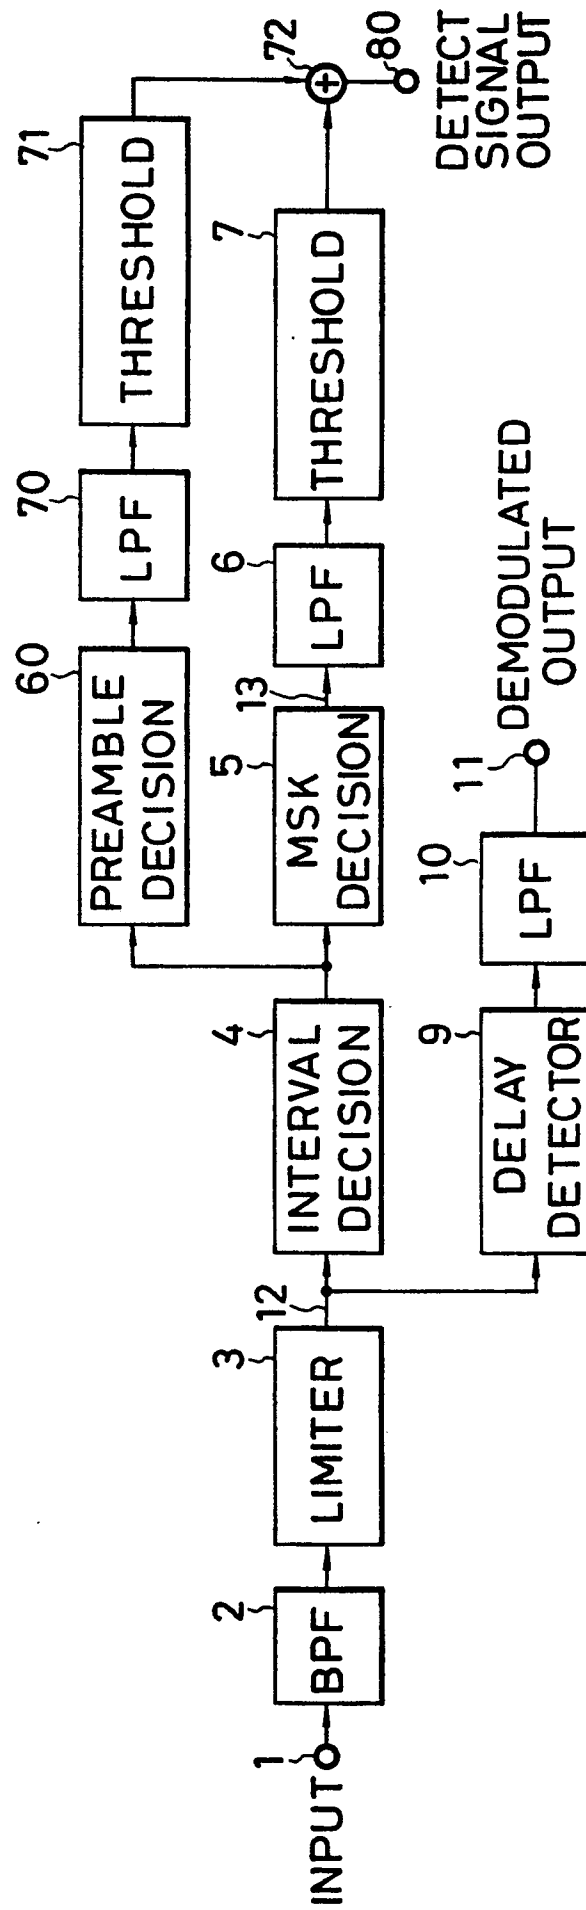 INPUT
1
2
BPF
3
LIMITER
12
4
INTERVAL
DECISION
60
PREAMBLE
DECISION
70
LPF
71
THRESHOLD
5
MSK
DECISION
13
6
LPF
7
THRESHOLD
72
+
80
DETECT
SIGNAL
OUTPUT
9
DELAY
DETECTOR
10
LPF
11
DEMODULATED
OUTPUT